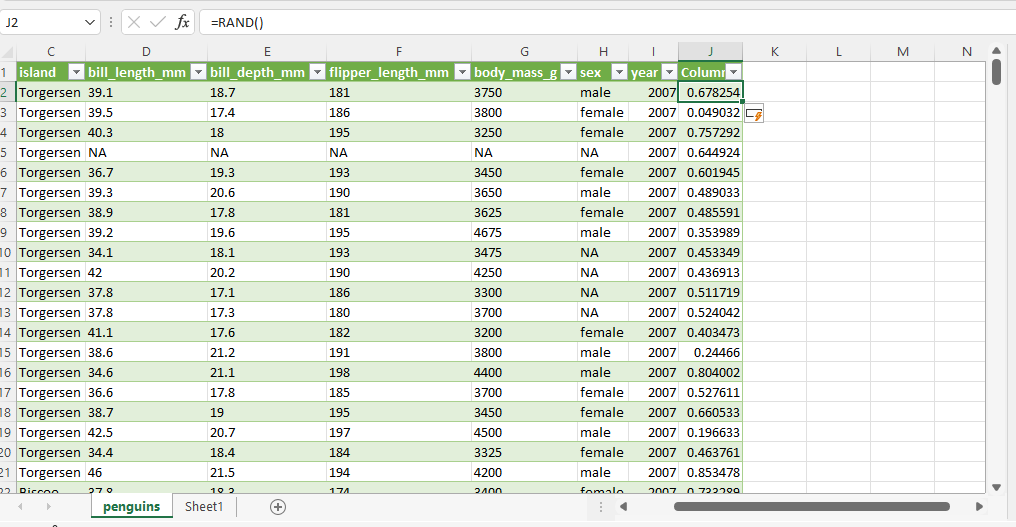 J2 fx =RAND()
C D E F G H I J K L M N
1 island bill_length_mm bill_depth_mm flipper_length_mm body_mass_g sex year Column
2 Torgersen 39.1 18.7 181 3750 male 2007 0.678254
3 Torgersen 39.5 17.4 186 3800 female 2007 0.049032
4 Torgersen 40.3 18 195 3250 female 2007 0.757292
5 Torgersen NA NA NA NA NA 2007 0.644924
6 Torgersen 36.7 19.3 193 3450 female 2007 0.601945
7 Torgersen 39.3 20.6 190 3650 male 2007 0.489033
8 Torgersen 38.9 17.8 181 3625 female 2007 0.485591
9 Torgersen 39.2 19.6 195 4675 male 2007 0.353989
10 Torgersen 34.1 18.1 193 3475 NA 2007 0.453349
11 Torgersen 42 20.2 190 4250 NA 2007 0.436913
12 Torgersen 37.8 17.1 186 3300 NA 2007 0.511719
13 Torgersen 37.8 17.3 180 3700 NA 2007 0.524042
14 Torgersen 41.1 17.6 182 3200 female 2007 0.403473
15 Torgersen 38.6 21.2 191 3800 male 2007 0.24466
16 Torgersen 34.6 21.1 198 4400 male 2007 0.804002
17 Torgersen 36.6 17.8 185 3700 female 2007 0.527611
18 Torgersen 38.7 19 195 3450 female 2007 0.660533
19 Torgersen 42.5 20.7 197 4500 male 2007 0.196633
20 Torgersen 34.4 18.4 184 3325 female 2007 0.463761
21 Torgersen 46 21.5 194 4200 male 2007 0.853478
22 Biscoe 37.8 18.3 174 3400 female 2007 0.733289
penguins Sheet1